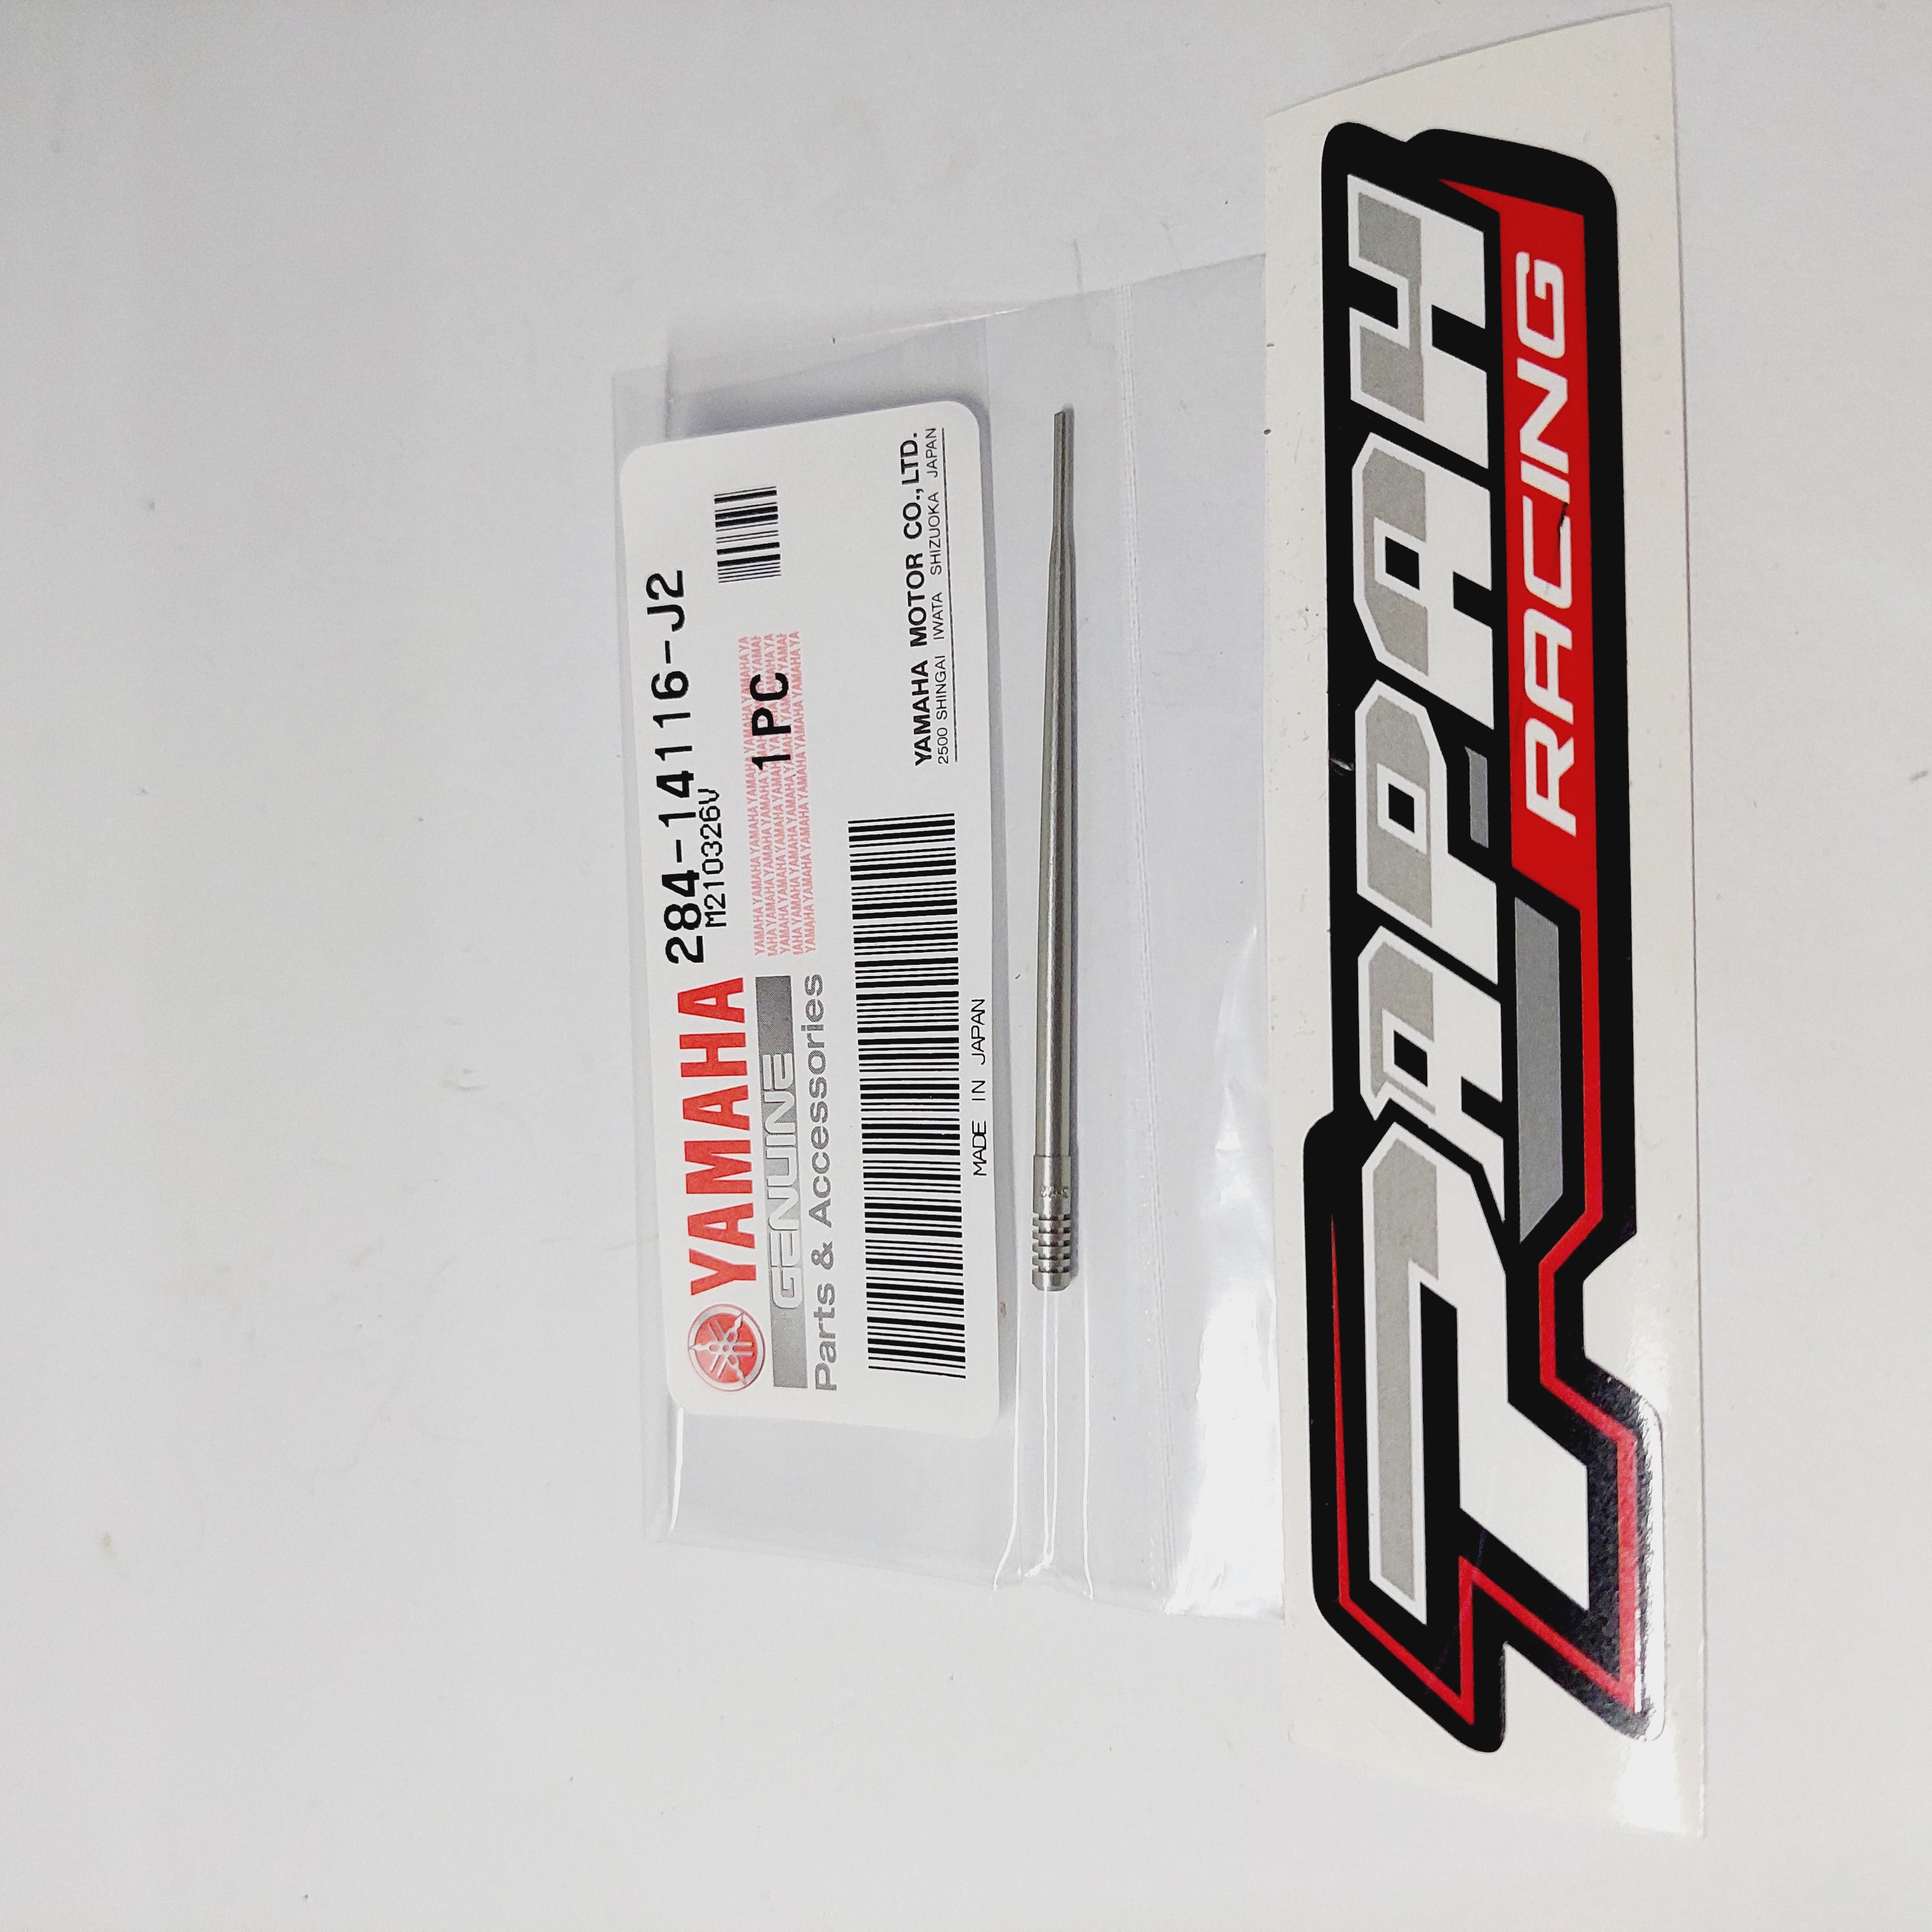 YAMAHA 284-14116-J2
M210326V
GENUINE
1PC
Parts & Accessories
YAMAHA MOTOR CO.,LTD.
2500 SHINGAI IWATA SHIZUOKA JAPAN
MADE IN JAPAN
RACING